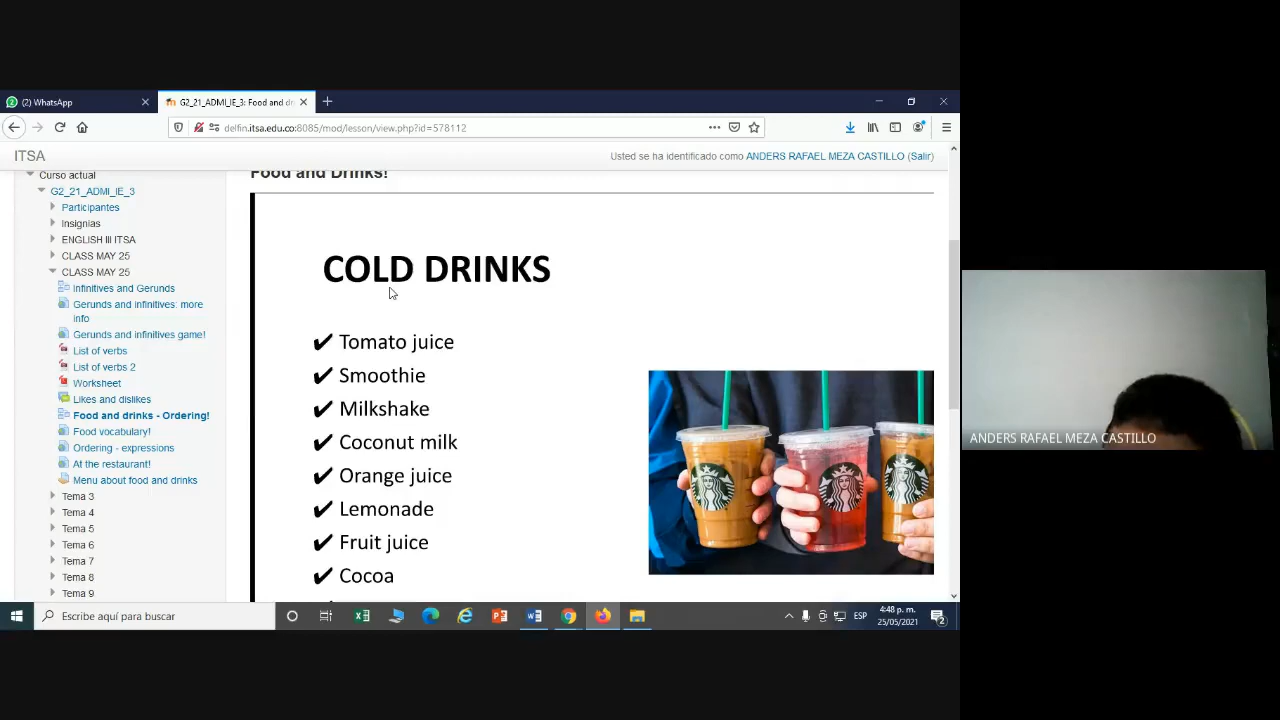 (2) WhatsApp
G2_21_ADMI_IE_3: Food and dr
delfin.itsa.edu.co:8085/mod/lesson/view.php?id=578112
ITSA
Usted se ha identificado como ANDERS RAFAEL MEZA CASTILLO (Salir)
Curso actual
G2_21_ADMI_IE_3
Participantes
Insignias
ENGLISH III ITSA
CLASS MAY 25
CLASS MAY 25
Infinitives and Gerunds
Gerunds and infinitives: more
info
Gerunds and infinitives game!
List of verbs
List of verbs 2
Worksheet
Likes and dislikes
Food and drinks - Ordering!
Food vocabulary!
Ordering - expressions
At the restaurant!
Menu about food and drinks
Tema 3
Tema 4
Tema 5
Tema 6
Tema 7
Tema 8
Tema 9
Food and Drinks!
COLD DRINKS
✔ Tomato juice
✔ Smoothie
✔ Milkshake
✔ Coconut milk
✔ Orange juice
✔ Lemonade
✔ Fruit juice
✔ Cocoa
ANDERS RAFAEL MEZA CASTILLO
Escribe aquí para buscar
ESP
4:48 p. m.
25/05/2021
2